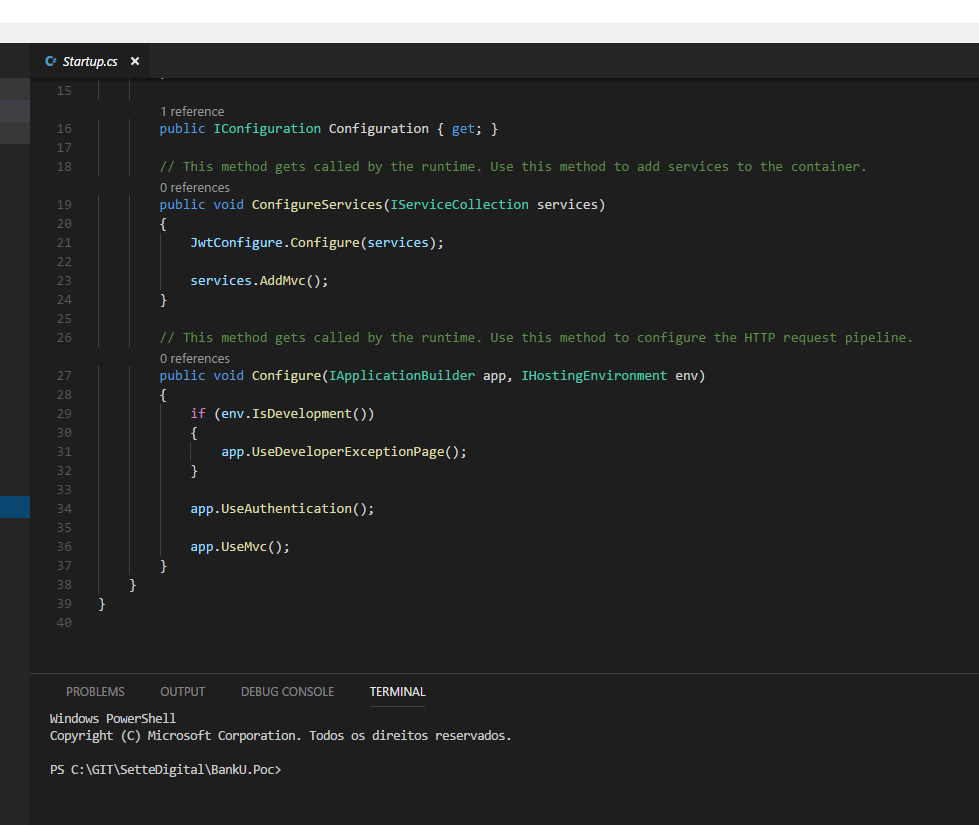 C# Startup.cs ×
15
1 reference
16 public IConfiguration Configuration { get; }
17
18 // This method gets called by the runtime. Use this method to add services to the container.
0 references
19 public void ConfigureServices(IServiceCollection services)
20 {
21 JwtConfigure.Configure(services);
22
23 services.AddMvc();
24 }
25
26 // This method gets called by the runtime. Use this method to configure the HTTP request pipeline.
0 references
27 public void Configure(IApplicationBuilder app, IHostingEnvironment env)
28 {
29 if (env.IsDevelopment())
30 {
31 app.UseDeveloperExceptionPage();
32 }
33
34 app.UseAuthentication();
35
36 app.UseMvc();
37 }
38 }
39 }
40
PROBLEMS OUTPUT DEBUG CONSOLE TERMINAL
Windows PowerShell
Copyright (C) Microsoft Corporation. Todos os direitos reservados.
PS C:\GIT\SetteDigital\BankU.Poc>